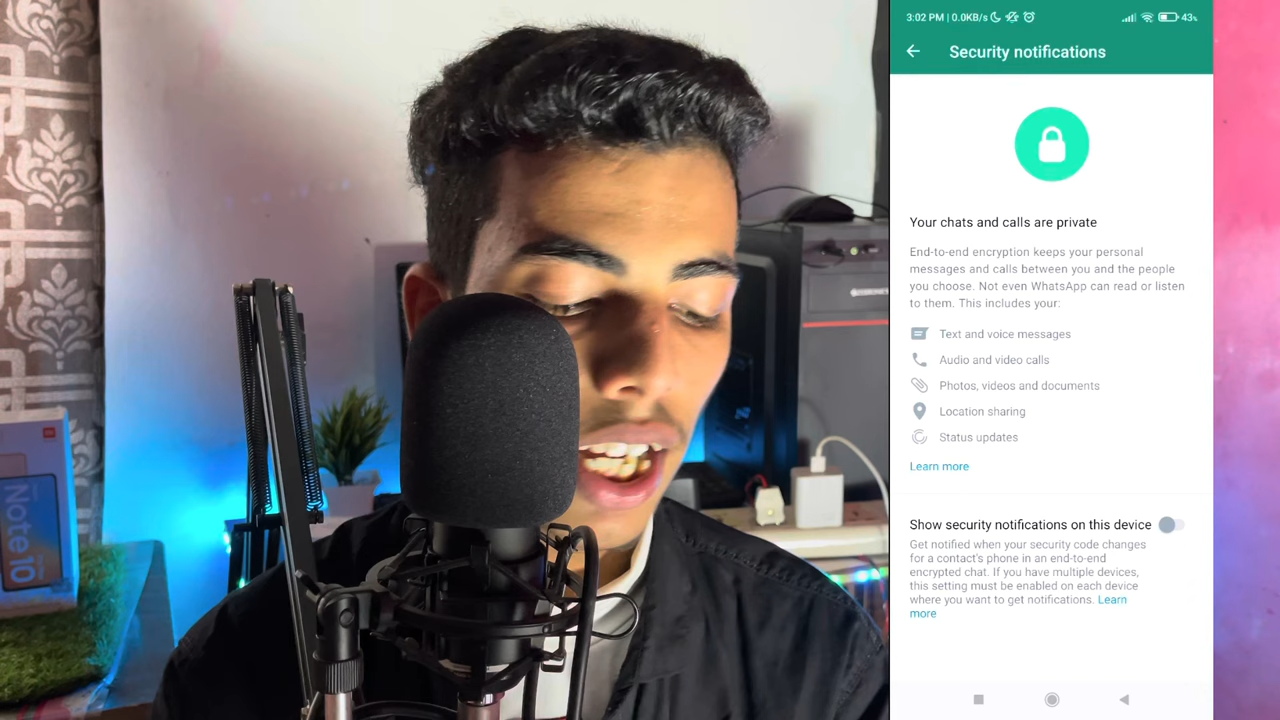 Note 10
3:02 PM | 0.0KB/s
43%
Security notifications
Your chats and calls are private
End-to-end encryption keeps your personal
messages and calls between you and the people
you choose. Not even WhatsApp can read or listen
to them. This includes your:
Text and voice messages
Audio and video calls
Photos, videos and documents
Location sharing
Status updates
Learn more
Show security notifications on this device
Get notified when your security code changes
for a contact's phone in an end-to-end
encrypted chat. If you have multiple devices,
this setting must be enabled on each device
where you want to get notifications. Learn
more